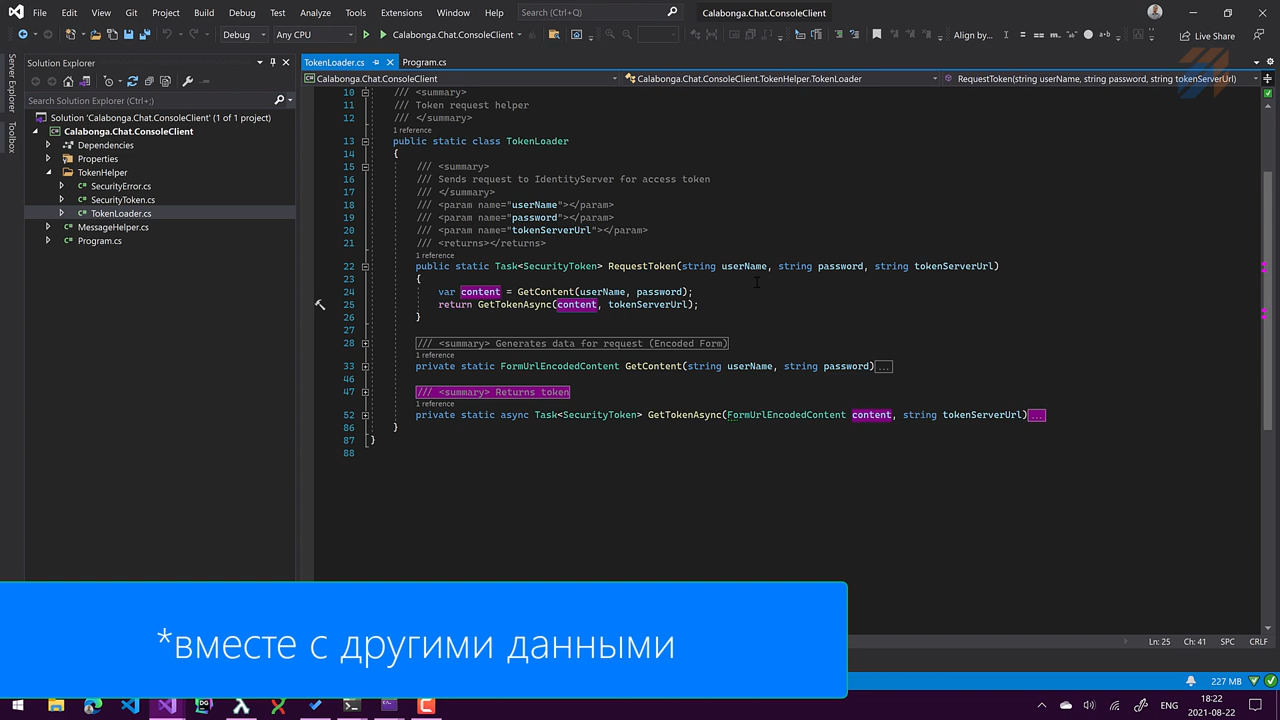 File Edit View Git Project Build Debug Test Analyze Tools Extensions Window Help Search (Ctrl+Q) Calabonga.Chat.ConsoleClient
Debug Any CPU Calabonga.Chat.ConsoleClient Align by... Live Share
Server Explorer
Toolbox
Solution Explorer
Search Solution Explorer (Ctrl+;)
Solution 'Calabonga.Chat.ConsoleClient' (1 of 1 project)
Calabonga.Chat.ConsoleClient
Dependencies
Properties
TokenHelper
SecurityError.cs
SecurityToken.cs
TokenLoader.cs
MessageHelper.cs
Program.cs
TokenLoader.cs Program.cs
Calabonga.Chat.ConsoleClient Calabonga.Chat.ConsoleClient.TokenHelper.TokenLoader RequestToken(string userName, string password, string tokenServerUrl)
10 /// <summary>
11 /// Token request helper
12 /// </summary>
1 reference
13 public static class TokenLoader
14 {
15 /// <summary>
16 /// Sends request to IdentityServer for access token
17 /// </summary>
18 /// <param name="userName"></param>
19 /// <param name="password"></param>
20 /// <param name="tokenServerUrl"></param>
21 /// <returns></returns>
1 reference
22 public static Task<SecurityToken> RequestToken(string userName, string password, string tokenServerUrl)
23 {
24 var content = GetContent(userName, password);
25 return GetTokenAsync(content, tokenServerUrl);
26 }
27
28 /// <summary> Generates data for request (Encoded Form)
1 reference
33 private static FormUrlEncodedContent GetContent(string userName, string password)...
46
47 /// <summary> Returns token
1 reference
52 private static async Task<SecurityToken> GetTokenAsync(FormUrlEncodedContent content, string tokenServerUrl)...
86 }
87 }
88
*вместе с другими данными
Ln: 25 Ch: 41 SPC CRLF
227 MB
ENG 18:22
2021-08-22